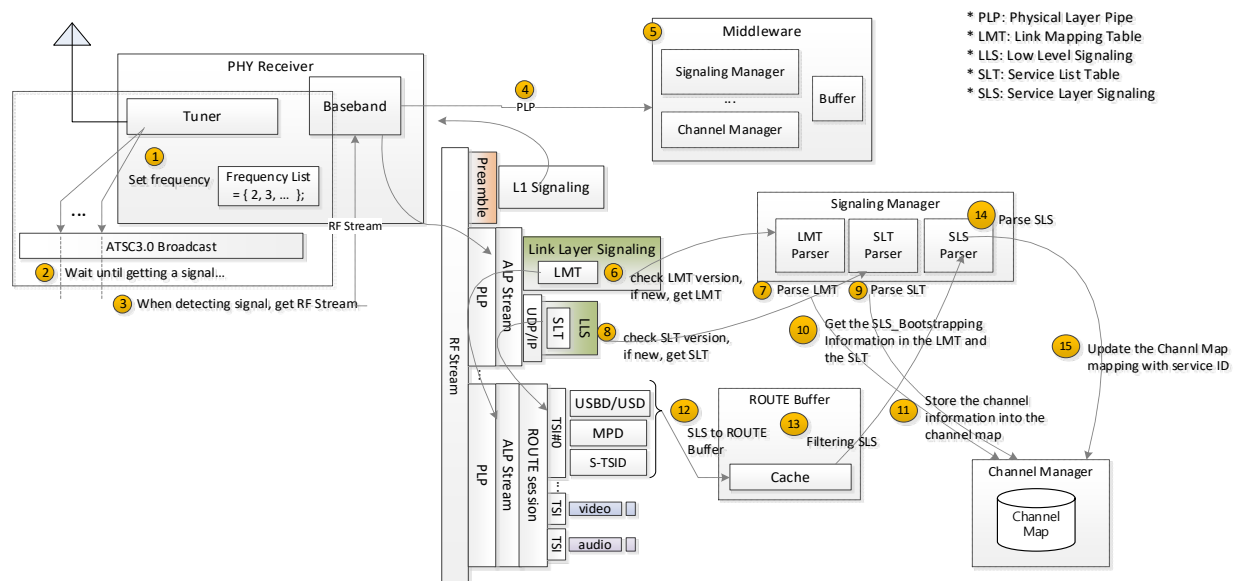 * PLP: Physical Layer Pipe
* LMT: Link Mapping Table
* LLS: Low Level Signaling
* SLT: Service List Table
* SLS: Service Layer Signaling
PHY Receiver
Tuner
Baseband
1
Set frequency
Frequency List
= { 2, 3, ... };
...
RF Stream
ATSC3.0 Broadcast
2 Wait until getting a signal...
3 When detecting signal, get RF Stream
4
PLP
5
Middleware
Signaling Manager
...
Channel Manager
Buffer
RF Stream
Preamble
L1 Signaling
PLP
ALP Stream
Link Layer Signaling
LMT
6
check LMT version,
if new, get LMT
UDP/IP
SLT
LLS
8
check SLT version,
if new, get SLT
...
PLP
ALP Stream
ROUTE session
TSI#0
USBD/USD
MPD
S-TSID
...
TSI
video
TSI
audio
12
SLS to ROUTE
Buffer
ROUTE Buffer
13
Filtering SLS
Cache
Signaling Manager
LMT
Parser
SLT
Parser
SLS
Parser
14
Parse SLS
7 Parse LMT
9 Parse SLT
10
Get the SLS_Bootstrapping
Information in the LMT and
the SLT
11
Store the channel
information into the
channel map
15
Update the Channl Map
mapping with service ID
Channel Manager
Channel
Map